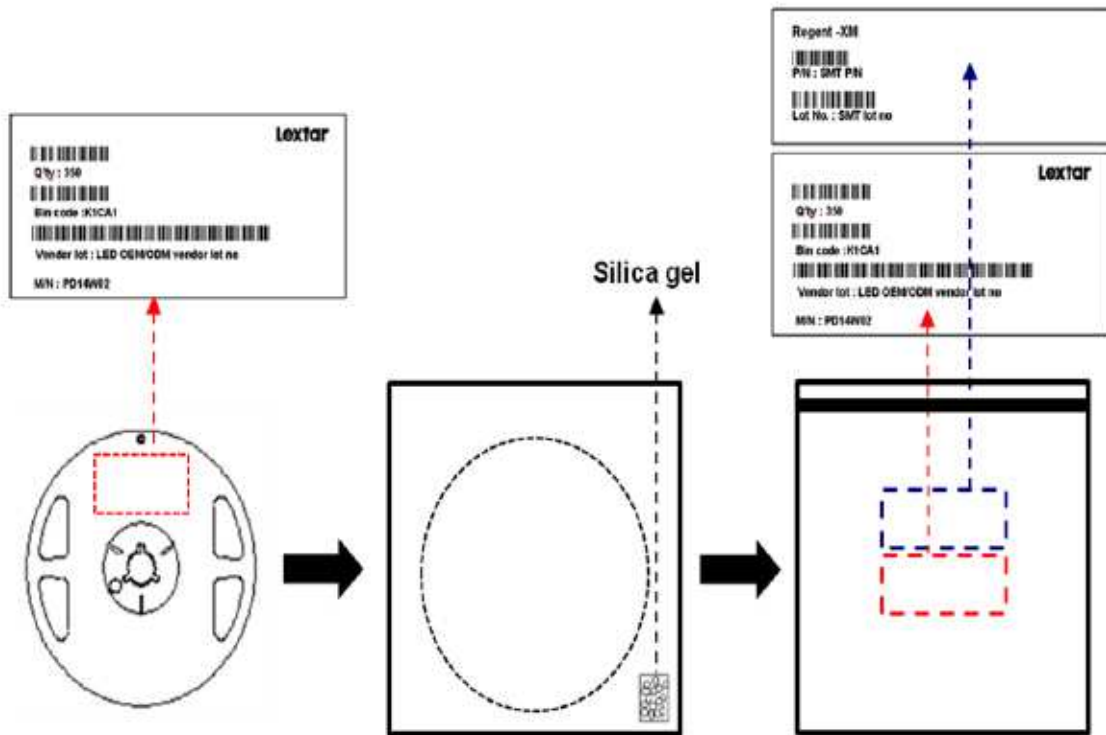 Lextar
Q'ty : 350
Bin code :K1CA1
Vendor lot : LED OEM/ODM vendor lot no
M/N : PD14W02
Silica gel
Regent -XM
P/N : SMT P/N
Lot No. : SMT lot no
Lextar
Q'ty : 350
Bin code :K1CA1
Vendor lot : LED OEM/ODM vendor lot no
M/N : PD14W02